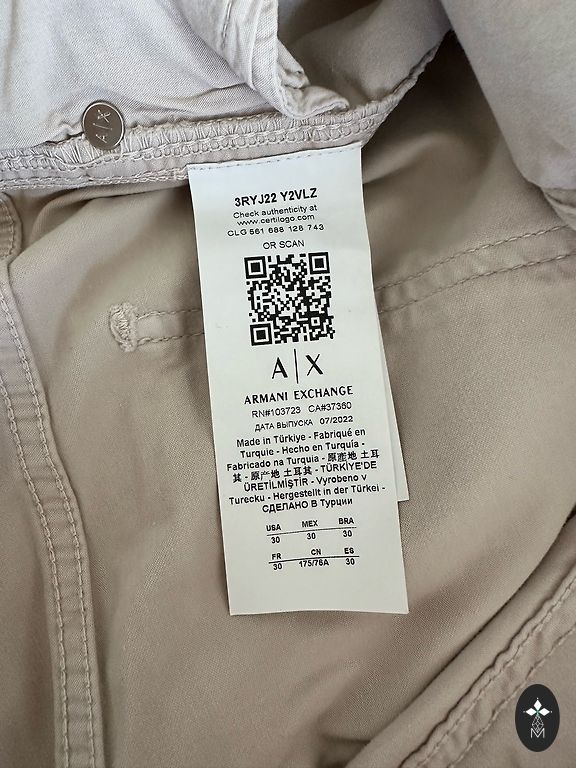 A|X
3RYJ22 Y2VLZ
Check authenticity at
www.certilogo.com
CLG 561 688 128 743
OR SCAN
A|X
ARMANI EXCHANGE
RN#103723 CA#37360
ДАТА ВЫПУСКА 07/2022
Made in Türkiye - Fabriqué en
Turquie - Hecho en Turquía -
Fabricado na Turquia - 原産地 土耳
其 - 原产地 土耳其 - TÜRKİYE'DE
ÜRETİLMİŞTİR - Vyrobeno v
Turecku - Hergestellt in der Türkei -
СДЕЛАНО В Турции
USA MEX BRA
30 30 30
FR CN ES
30 175/76A 30
M